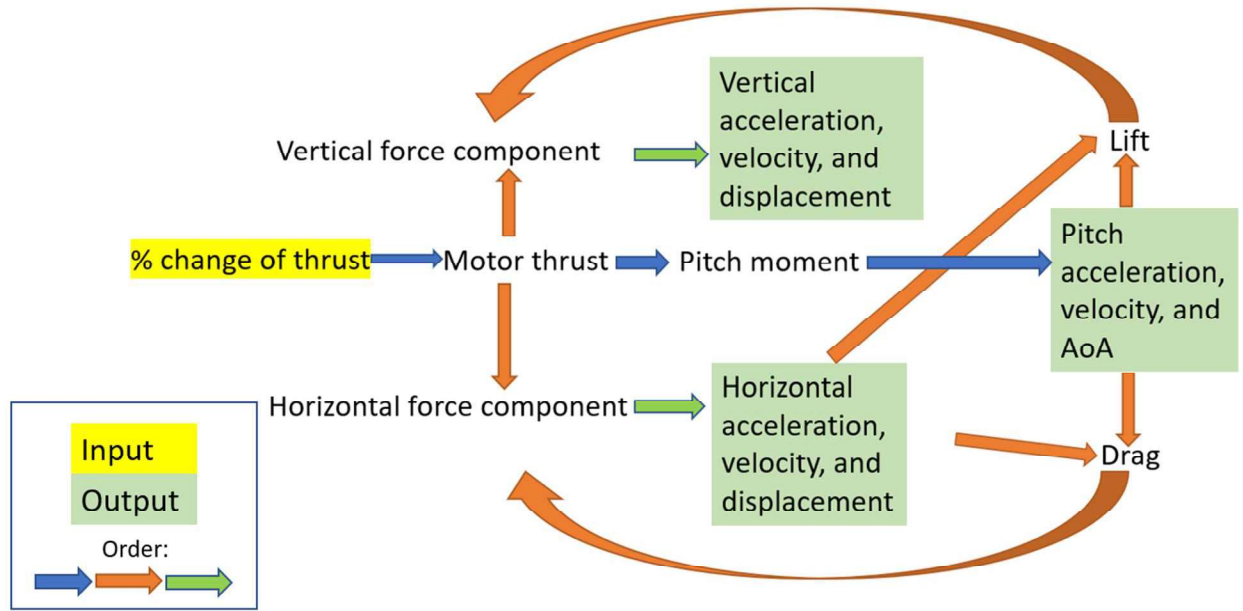 Vertical
acceleration,
velocity, and
displacement
Vertical force component
Lift
% change of thrust
Motor thrust
Pitch moment
Pitch
acceleration,
velocity, and
AoA
Horizontal force component
Horizontal
acceleration,
velocity, and
displacement
Drag
Input
Output
Order: